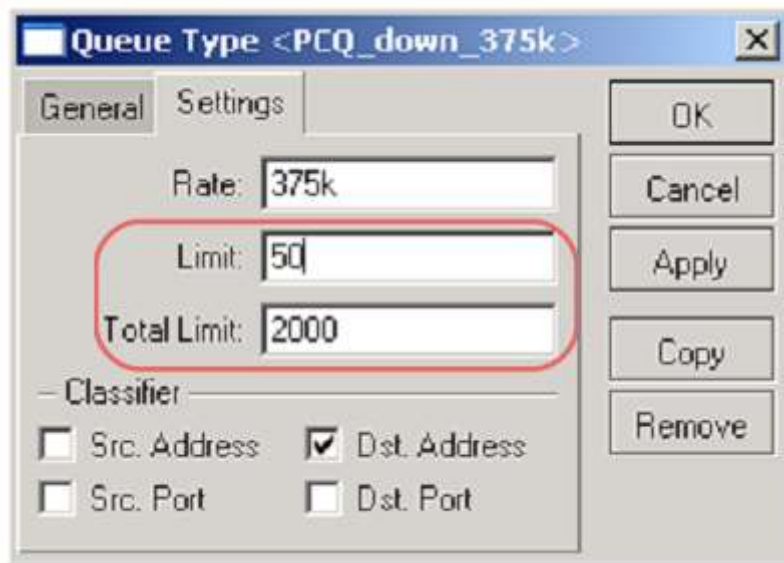 Queue Type <PCQ_down_375k>
General Settings
Rate: 375k
Limit: 50
Total Limit: 2000
Classifier
Src. Address Dst. Address
Src. Port Dst. Port
OK
Cancel
Apply
Copy
Remove